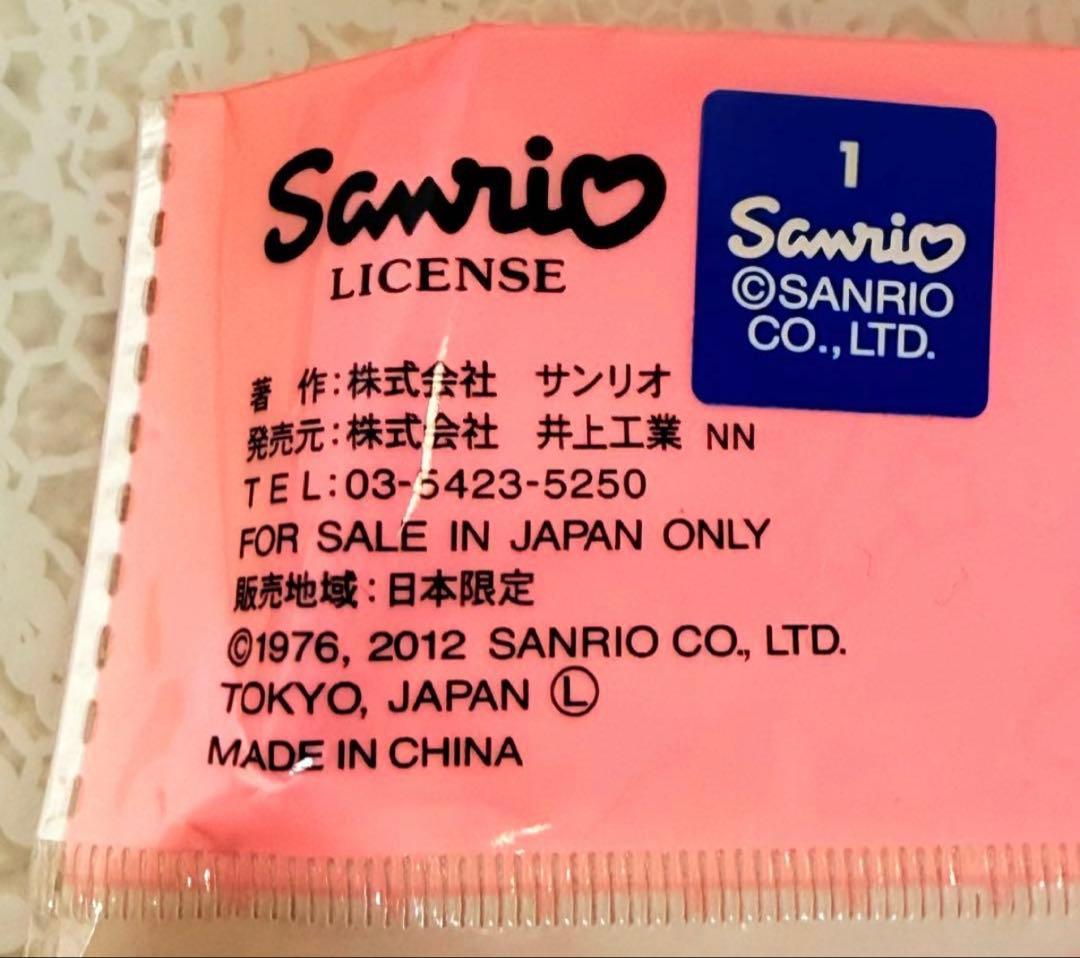 Sanrio
LICENSE
1
Sanrio
©SANRIO
CO.,LTD.
著 作:株式会社 サンリオ
発売元:株式会社 井上工業 NN
TEL:03-5423-5250
FOR SALE IN JAPAN ONLY
販売地域:日本限定
©1976, 2012 SANRIO CO., LTD.
TOKYO, JAPAN Ⓛ
MADE IN CHINA